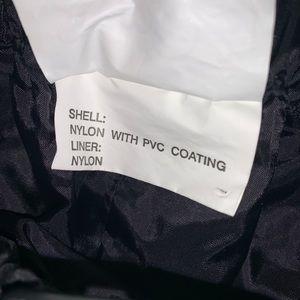 SHELL:
NYLON WITH PVC COATING
LINER:
NYLON